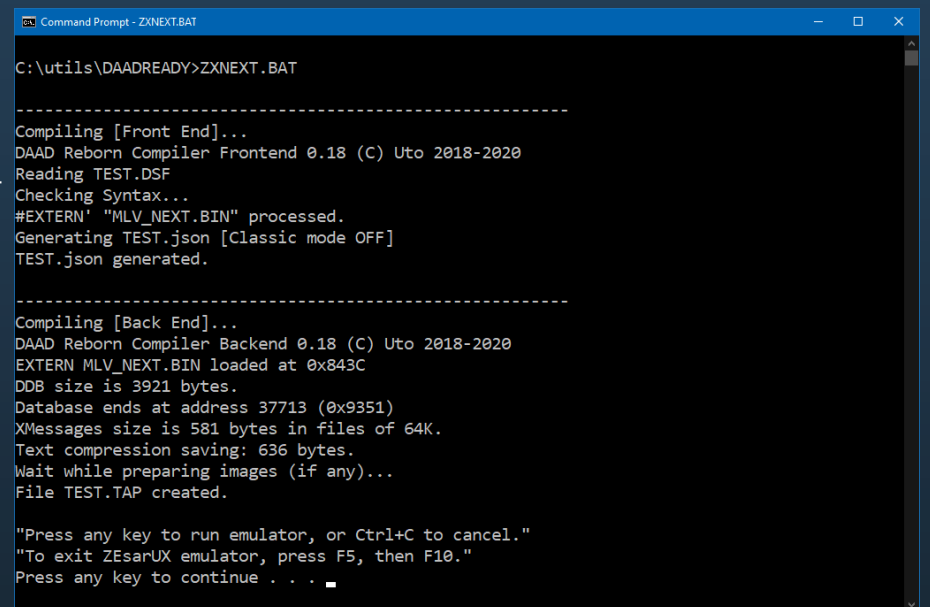 Command Prompt - ZXNEXT.BAT
C:\utils\DAADREADY>ZXNEXT.BAT
---------------------------------------------------------
Compiling [Front End]...
DAAD Reborn Compiler Frontend 0.18 (C) Uto 2018-2020
Reading TEST.DSF
Checking Syntax...
#EXTERN' "MLV_NEXT.BIN" processed.
Generating TEST.json [Classic mode OFF]
TEST.json generated.
---------------------------------------------------------
Compiling [Back End]...
DAAD Reborn Compiler Backend 0.18 (C) Uto 2018-2020
EXTERN MLV_NEXT.BIN loaded at 0x843C
DDB size is 3921 bytes.
Database ends at address 37713 (0x9351)
XMessages size is 581 bytes in files of 64K.
Text compression saving: 636 bytes.
Wait while preparing images (if any)...
File TEST.TAP created.
"Press any key to run emulator, or Ctrl+C to cancel."
"To exit ZEsarUX emulator, press F5, then F10."
Press any key to continue . . .